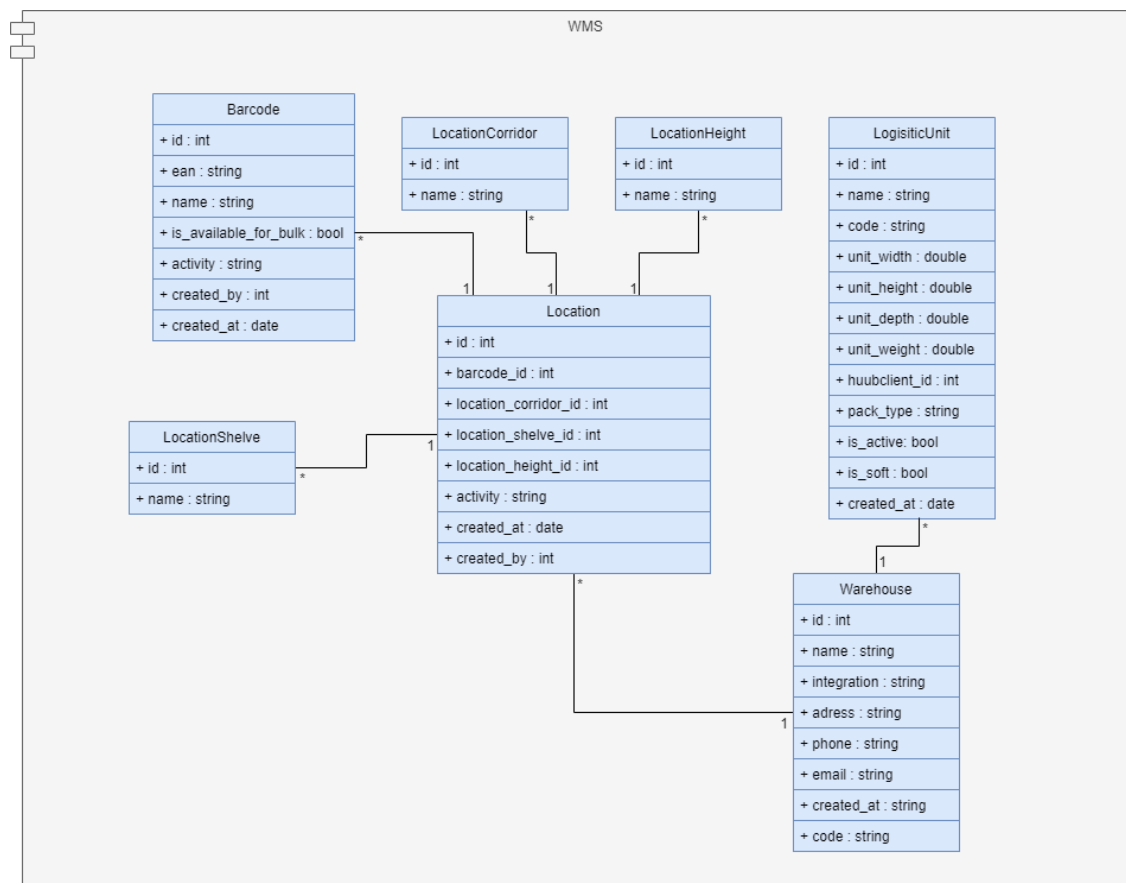 WMS
Barcode
+ id : int
+ ean : string
+ name : string
+ is_available_for_bulk : bool
+ activity : string
+ created_by : int
+ created_at : date
*
1
LocationCorridor
+ id : int
+ name : string
*
1
LocationHeight
+ id : int
+ name : string
*
1
LogisiticUnit
+ id : int
+ name : string
+ code : string
+ unit_width : double
+ unit_height : double
+ unit_depth : double
+ unit_weight : double
+ huubclient_id : int
+ pack_type : string
+ is_active: bool
+ is_soft : bool
+ created_at : date
*
1
Location
+ id : int
+ barcode_id : int
+ location_corridor_id : int
+ location_shelve_id : int
+ location_height_id : int
+ activity : string
+ created_at : date
+ created_by : int
*
1
LocationShelve
+ id : int
+ name : string
*
1
Warehouse
+ id : int
+ name : string
+ integration : string
+ adress : string
+ phone : string
+ email : string
+ created_at : string
+ code : string